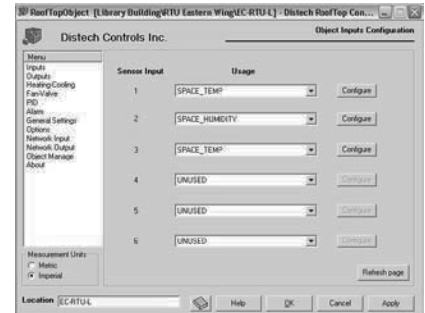 RoofTopObject [Library Building\RTU Eastern Wing\EC-RTU-L] - Distech RoofTop Con...
Distech Controls Inc.
Object Inputs Configuration
Menu
Inputs
Outputs
Heating-Cooling
Fan-Valve
PID
Alarm
General Settings
Options
Network Input
Network Output
Object Manage
About
Sensor Input Usage
1 SPACE_TEMP Configure
2 SPACE_HUMIDITY Configure
3 SPACE_TEMP Configure
4 UNUSED Configure
5 UNUSED Configure
6 UNUSED Configure
Measurement Units
Metric
Imperial
Refresh page
Location EC-RTU-L Help OK Cancel Apply